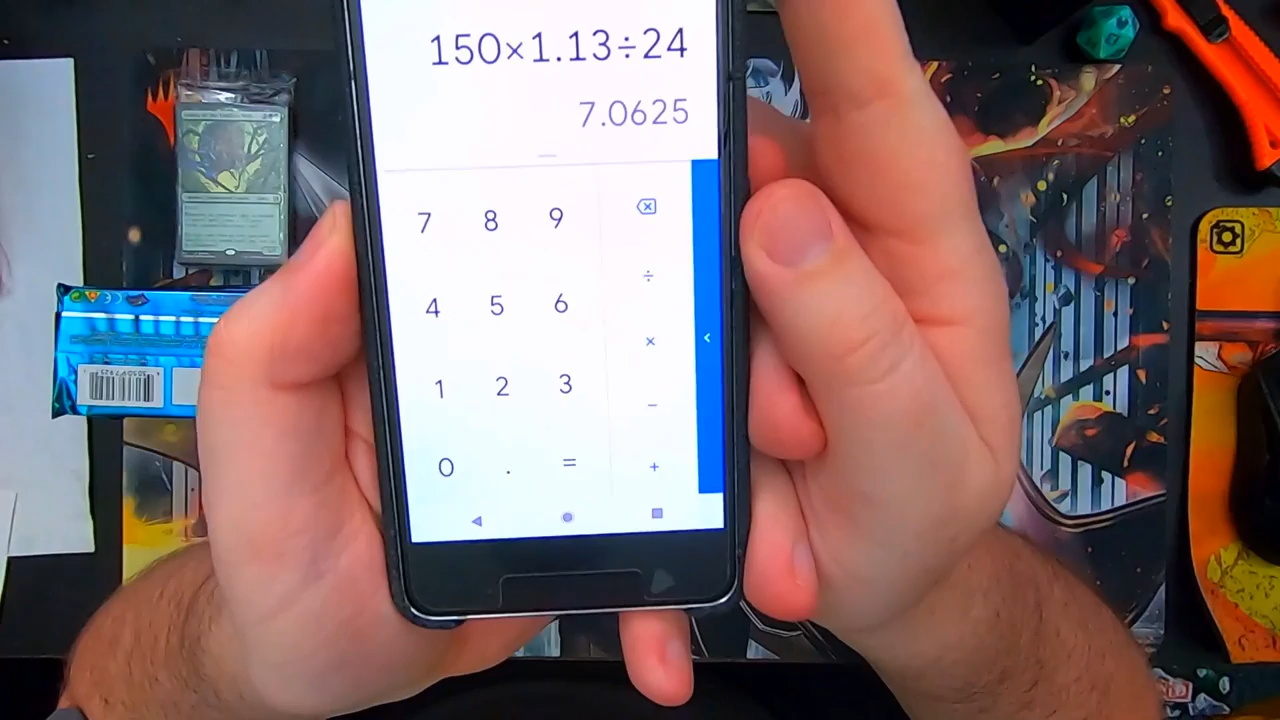 150×1.13÷24
7.0625
7 8 9
÷
4 5 6
×
1 2 3
−
0 . =
+